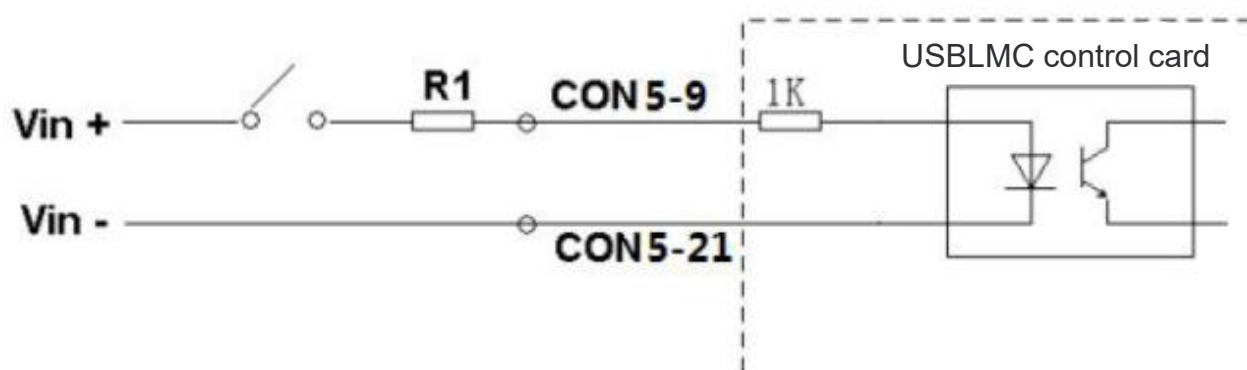 USBLMC control card
R1
CON5-9
1K
Vin +
Vin -
CON5-21